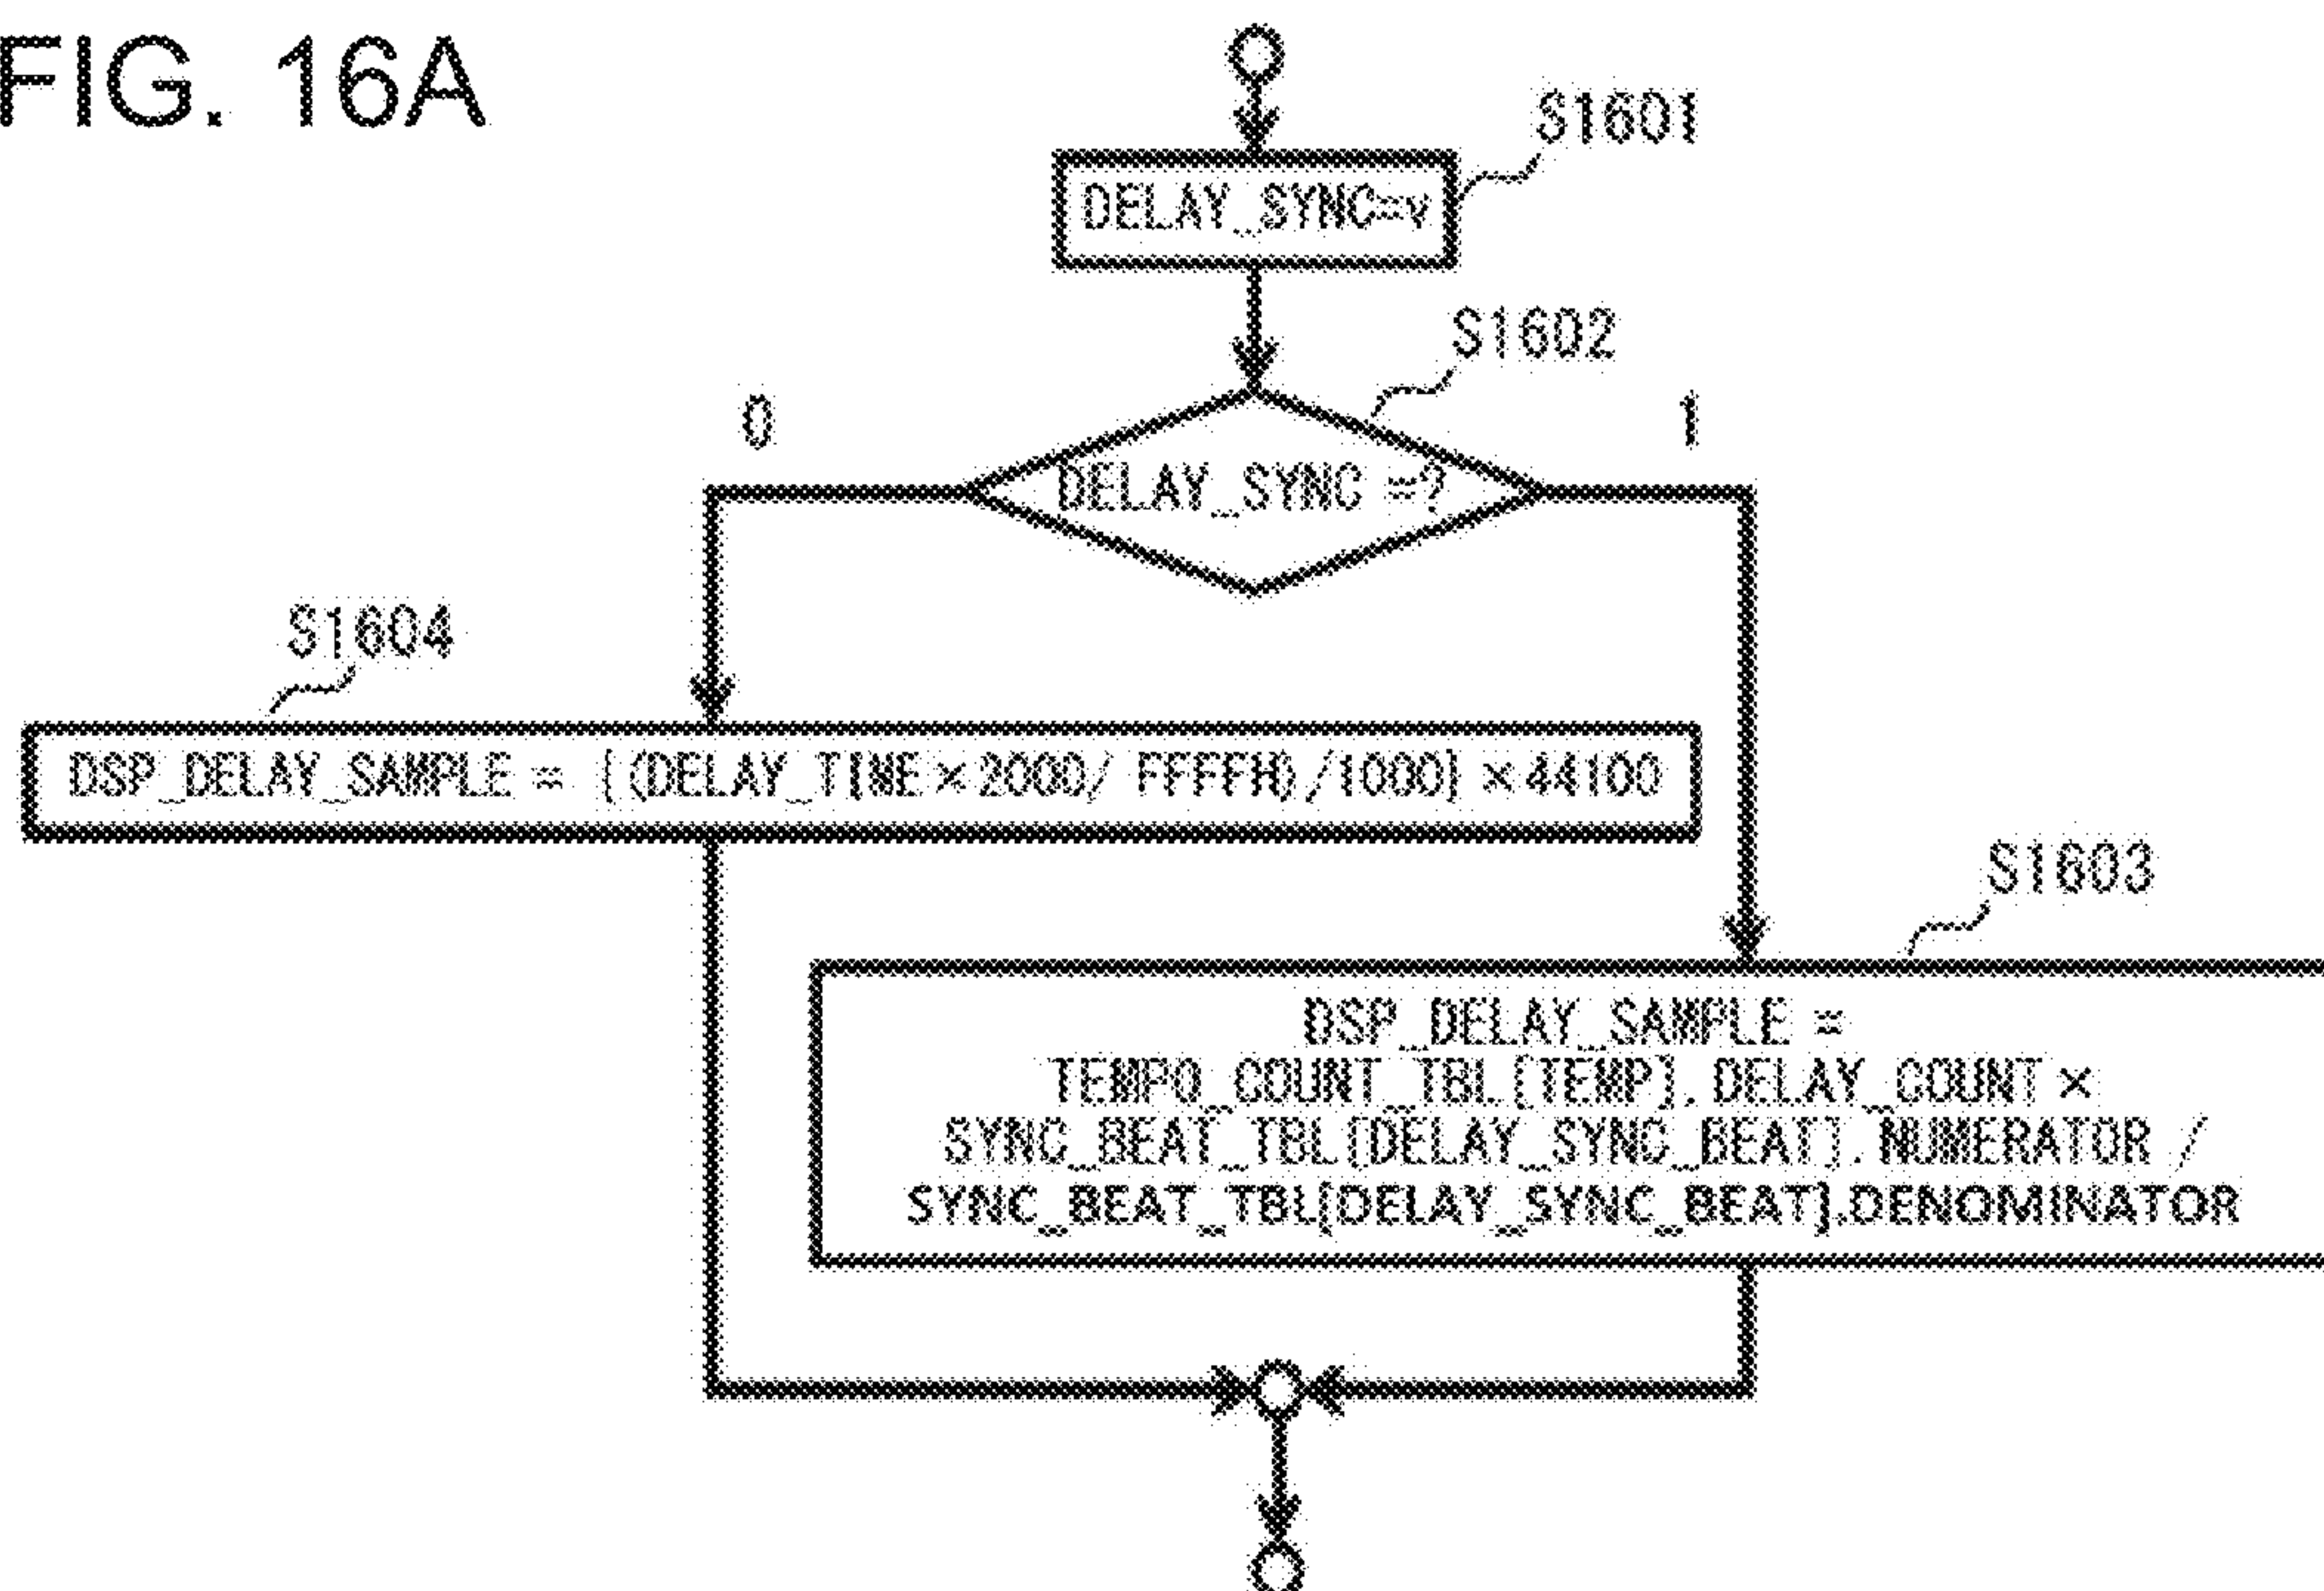 FIG. 16A
S1601
DELAY_SYNC=v
S1602
0
1
DELAY_SYNC =?
S1604
DSP_DELAY_SAMPLE = {(DELAY_TIME×2000/ FFFFH)/1000} ×44100
S1603
DSP_DELAY_SAMPLE =
TEMPO_COUNT_TBL[TEMP]. DELAY_COUNT ×
SYNC_BEAT_TBL[DELAY_SYNC_BEAT]. NUMERATOR /
SYNC_BEAT_TBL[DELAY_SYNC_BEAT].DENOMINATOR